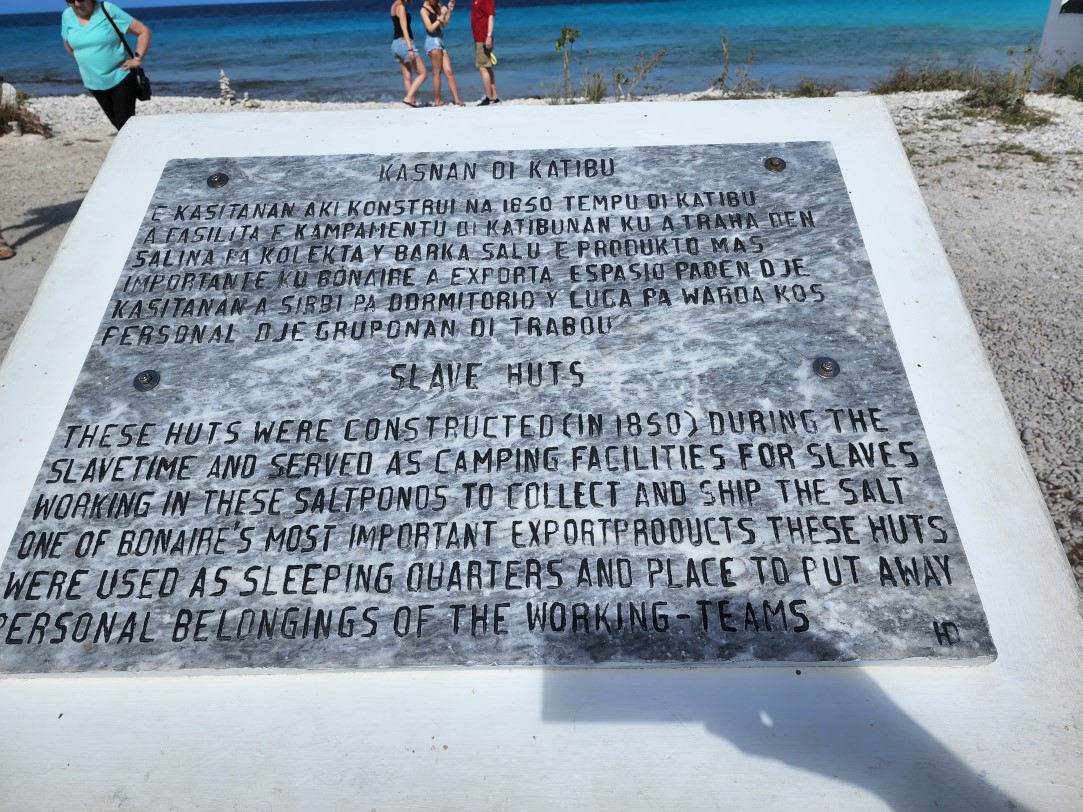 KASNAN DI KATIBU
E KASITANAN AKI KONSTRUI NA 1850 TEMPU DI KATIBU
A FASILITA E KAMPAMENTU DI KATIBUNAN KU A TRAHA DEN
SALINA PA KOLEKTA Y BARKA SALU E PRODUKTO MAS
IMPORTANTE KU BONAIRE A EXPORTA ESPASIO PADEN DJE
KASITANAN A SIRBI PA DORMITORIO Y LUGA PA WARDA KOS
PERSONAL DJE GRUPONAN DI TRABOU
SLAVE HUTS
THESE HUTS WERE CONSTRUCTED (IN 1850) DURING THE
SLAVETIME AND SERVED AS CAMPING FACILITIES FOR SLAVES
WORKING IN THESE SALTPONDS TO COLLECT AND SHIP THE SALT
ONE OF BONAIRE'S MOST IMPORTANT EXPORTPRODUCTS THESE HUTS
WERE USED AS SLEEPING QUARTERS AND PLACE TO PUT AWAY
PERSONAL BELONGINGS OF THE WORKING-TEAMS
HD